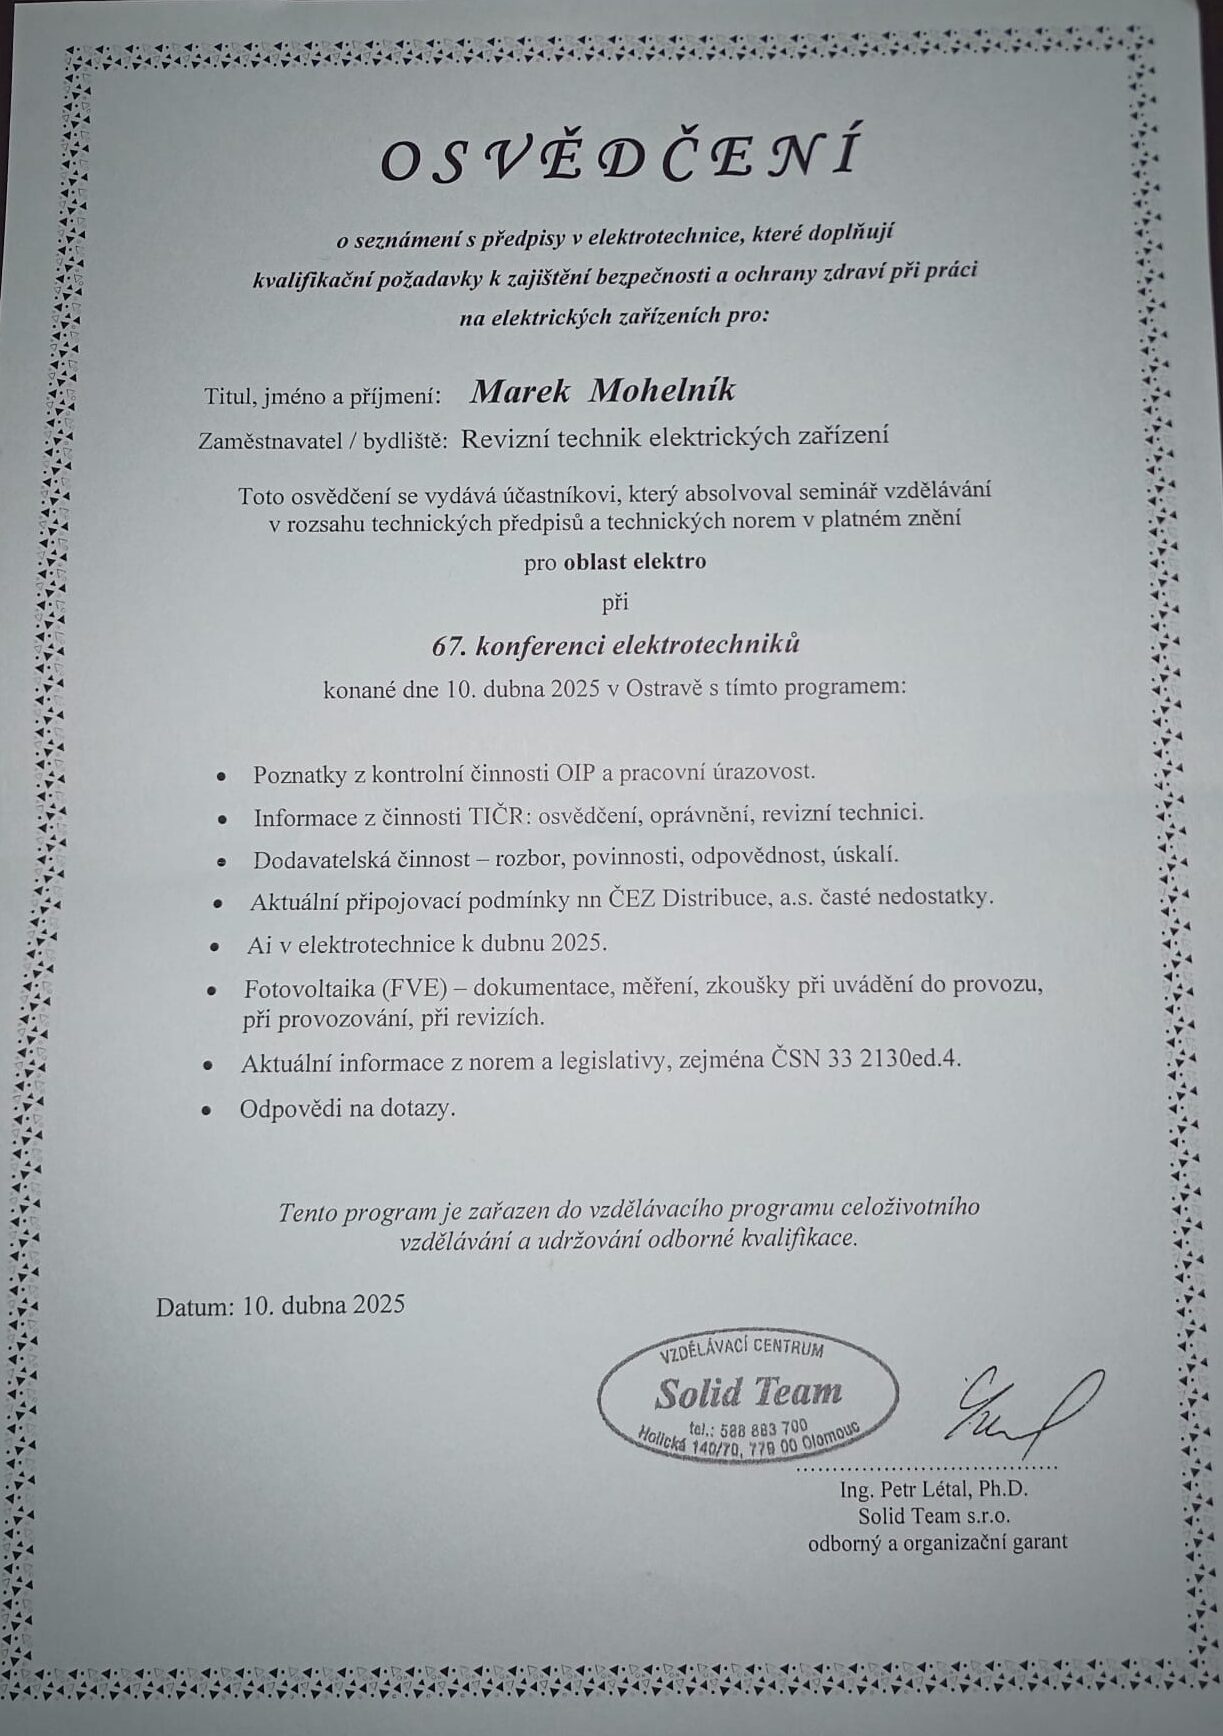 OSVĚDČENÍ
o seznámení s předpisy v elektrotechnice, které doplňují
kvalifikační požadavky k zajištění bezpečnosti a ochrany zdraví při práci
na elektrických zařízeních pro:
Titul, jméno a příjmení: Marek Mohelník
Zaměstnavatel / bydliště: Revizní technik elektrických zařízení
Toto osvědčení se vydává účastníkovi, který absolvoval seminář vzdělávání
v rozsahu technických předpisů a technických norem v platném znění
pro oblast elektro
při
67. konferenci elektrotechniků
konané dne 10. dubna 2025 v Ostravě s tímto programem:
• Poznatky z kontrolní činnosti OIP a pracovní úrazovost.
• Informace z činnosti TIČR: osvědčení, oprávnění, revizní technici.
• Dodavatelská činnost – rozbor, povinnosti, odpovědnost, úskalí.
• Aktuální připojovací podmínky nn ČEZ Distribuce, a.s. časté nedostatky.
• Ai v elektrotechnice k dubnu 2025.
• Fotovoltaika (FVE) – dokumentace, měření, zkoušky při uvádění do provozu,
při provozování, při revizích.
• Aktuální informace z norem a legislativy, zejména ČSN 33 2130ed.4.
• Odpovědi na dotazy.
Tento program je zařazen do vzdělávacího programu celoživotního
vzdělávání a udržování odborné kvalifikace.
Datum: 10. dubna 2025
VZDĚLÁVACÍ CENTRUM
Solid Team
tel.: 588 883 700
Holická 140/70, 779 00 Olomouc
Ing. Petr Létal, Ph.D.
Solid Team s.r.o.
odborný a organizační garant